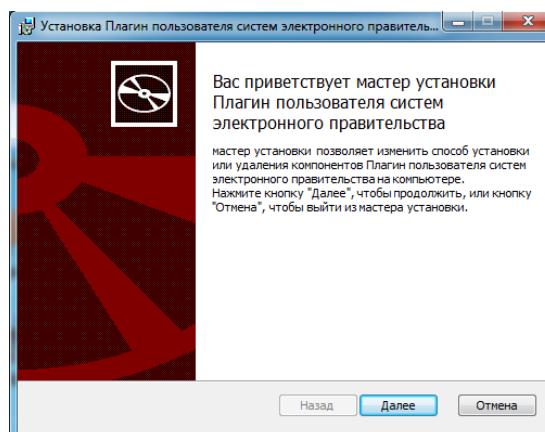 Установка Плагин пользователя систем электронного правитель...
Вас приветствует мастер установки
Плагин пользователя систем
электронного правительства
мастер установки позволяет изменить способ установки
или удаления компонентов Плагин пользователя систем
электронного правительства на компьютере.
Нажмите кнопку "Далее", чтобы продолжить, или кнопку
"Отмена", чтобы выйти из мастера установки.
Назад Далее Отмена